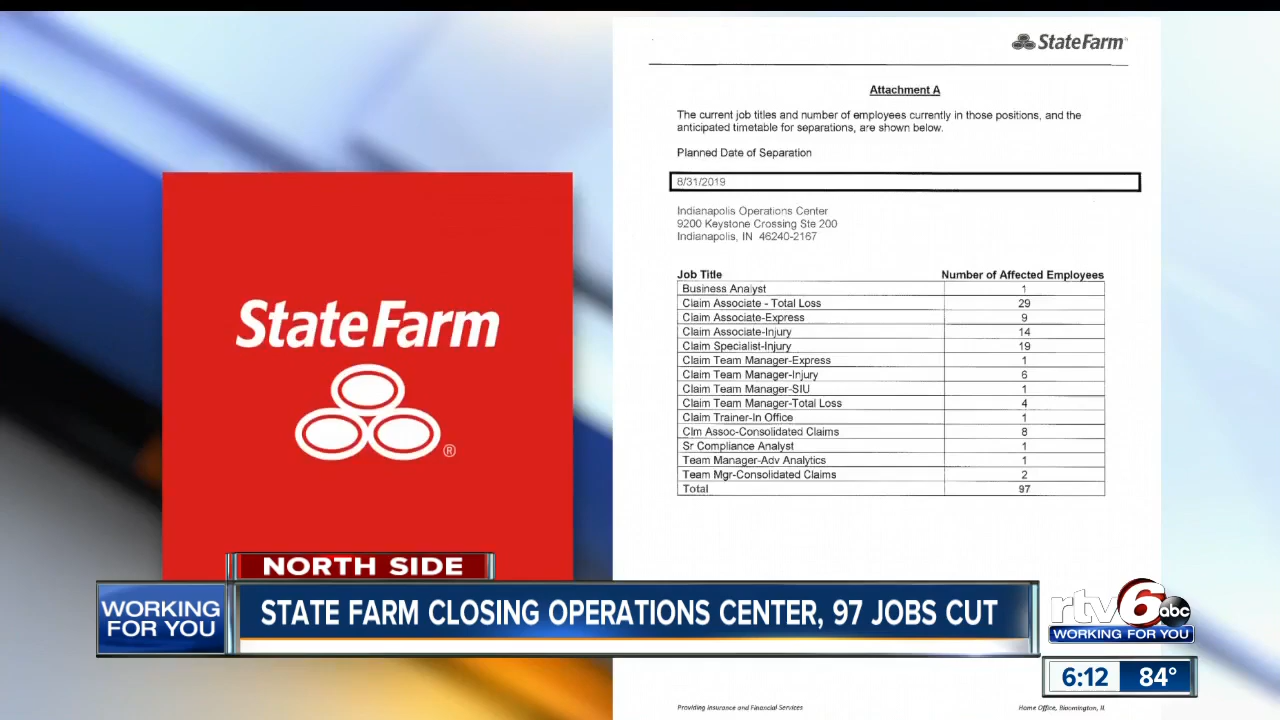 StateFarm™
Attachment A
The current job titles and number of employees currently in those positions, and the
anticipated timetable for separations, are shown below.
Planned Date of Separation
8/31/2019
Indianapolis Operations Center
9200 Keystone Crossing Ste 200
Indianapolis, IN 46240-2167
Job Title Number of Affected Employees
Business Analyst 1
Claim Associate - Total Loss 29
Claim Associate-Express 9
Claim Associate-Injury 14
Claim Specialist-Injury 19
Claim Team Manager-Express 1
Claim Team Manager-Injury 6
Claim Team Manager-SIU 1
Claim Team Manager-Total Loss 4
Claim Trainer-In Office 1
Clm Assoc-Consolidated Claims 8
Sr Compliance Analyst 1
Team Manager-Adv Analytics 1
Team Mgr-Consolidated Claims 2
Total 97
StateFarm
®
NORTH SIDE
WORKING
FOR YOU
STATE FARM CLOSING OPERATIONS CENTER, 97 JOBS CUT
rtv6 abc
WORKING FOR YOU
6:12 84°
Providing Insurance and Financial Services Home Office, Bloomington, IL